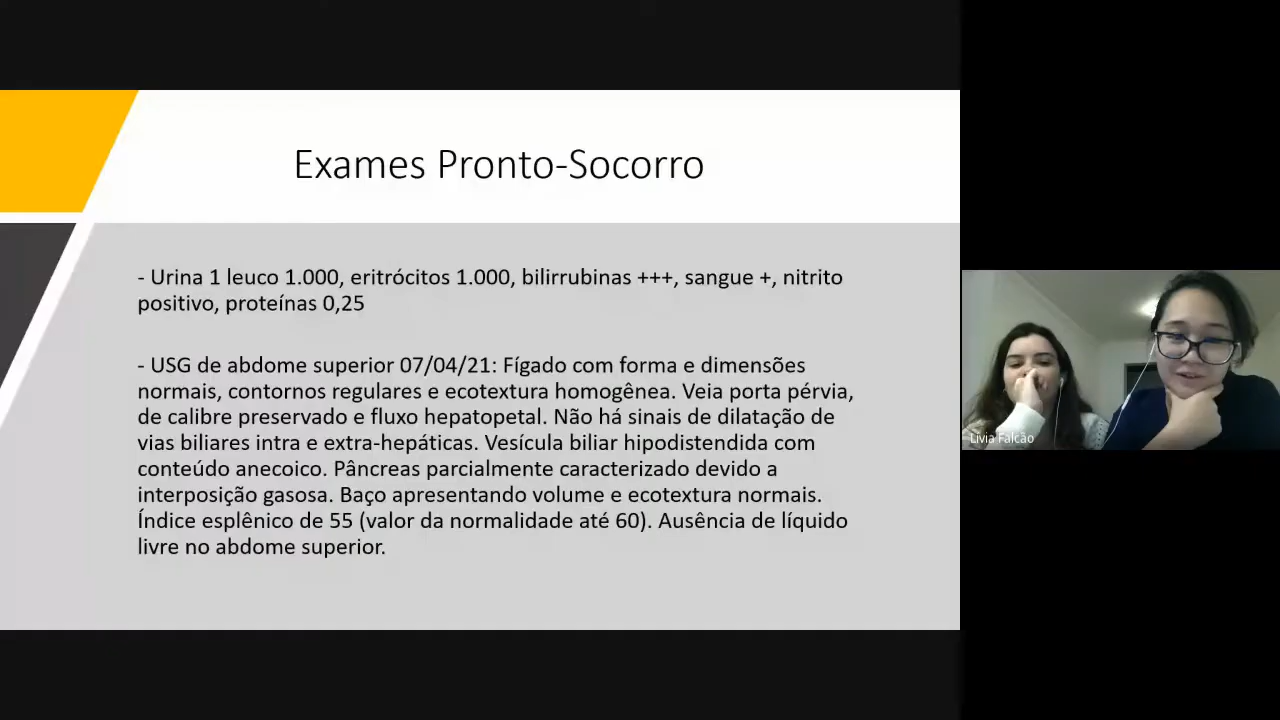 Exames Pronto-Socorro
- Urina 1 leuco 1.000, eritrócitos 1.000, bilirrubinas +++, sangue +, nitrito
positivo, proteínas 0,25
- USG de abdome superior 07/04/21: Fígado com forma e dimensões
normais, contornos regulares e ecotextura homogênea. Veia porta pérvia,
de calibre preservado e fluxo hepatopetal. Não há sinais de dilatação de
vias biliares intra e extra-hepáticas. Vesícula biliar hipodistendida com
conteúdo anecoico. Pâncreas parcialmente caracterizado devido a
interposição gasosa. Baço apresentando volume e ecotextura normais.
Índice esplênico de 55 (valor da normalidade até 60). Ausência de líquido
livre no abdome superior.
Livia Falcão